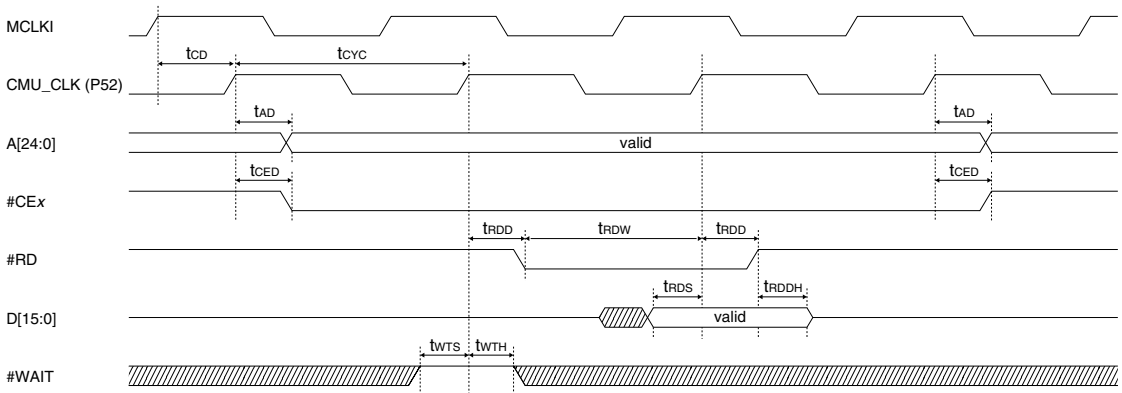 MCLKI
tCD
tCYC
CMU_CLK (P52)
tAD
tAD
A[24:0]
valid
tCED
tCED
#CEx
tRDD
tRDW
tRDD
#RD
tRDS
tRDDH
D[15:0]
valid
tWTS
tWTH
#WAIT